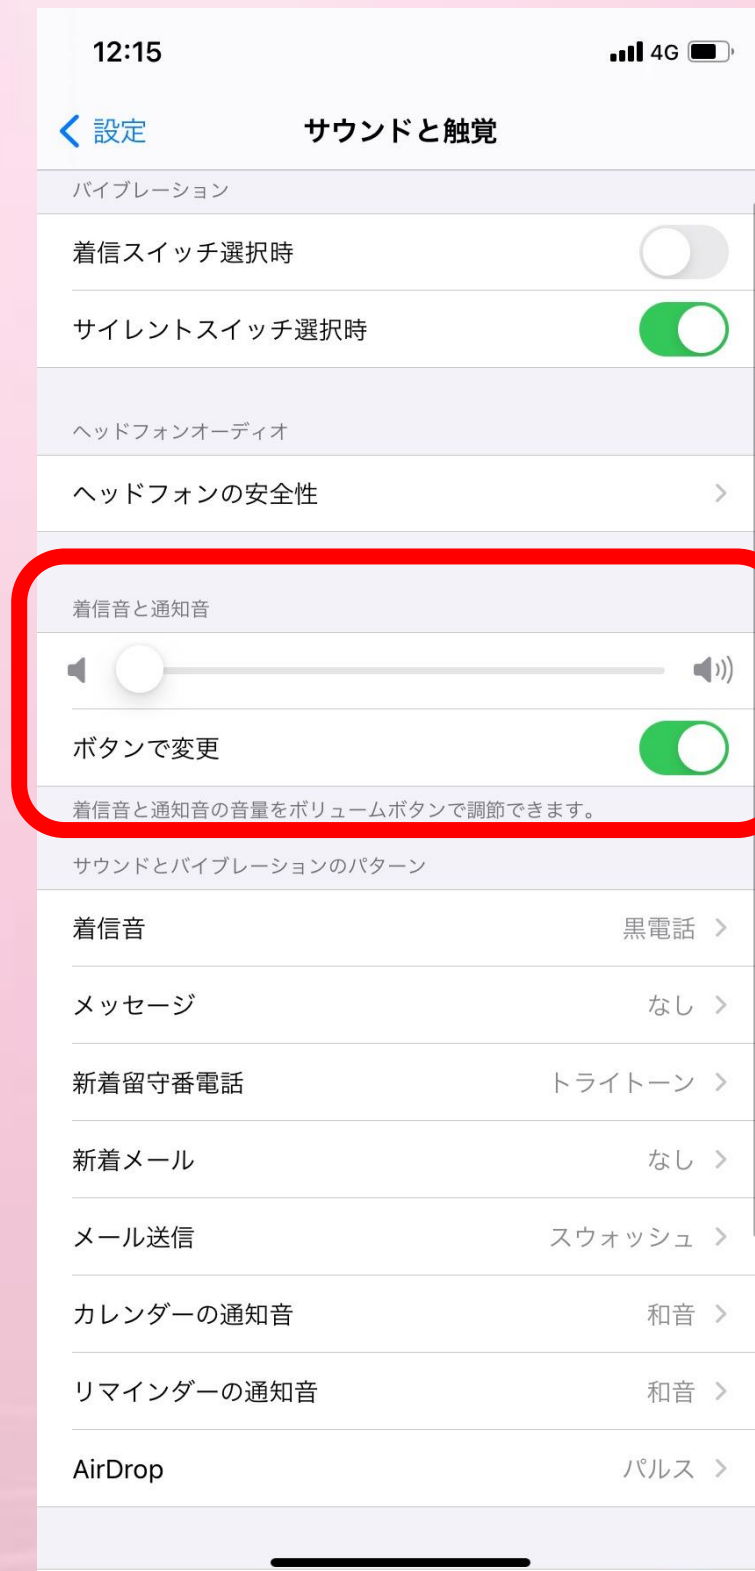 12:15
4G
設定
サウンドと触覚
バイブレーション
着信スイッチ選択時
サイレントスイッチ選択時
ヘッドフォンオーディオ
ヘッドフォンの安全性
着信音と通知音
ボタンで変更
着信音と通知音の音量をボリュームボタンで調節できます。
サウンドとバイブレーションのパターン
着信音 黒電話
メッセージ なし
新着留守番電話 トライトーン
新着メール なし
メール送信 スウォッシュ
カレンダーの通知音 和音
リマインダーの通知音 和音
AirDrop パルス